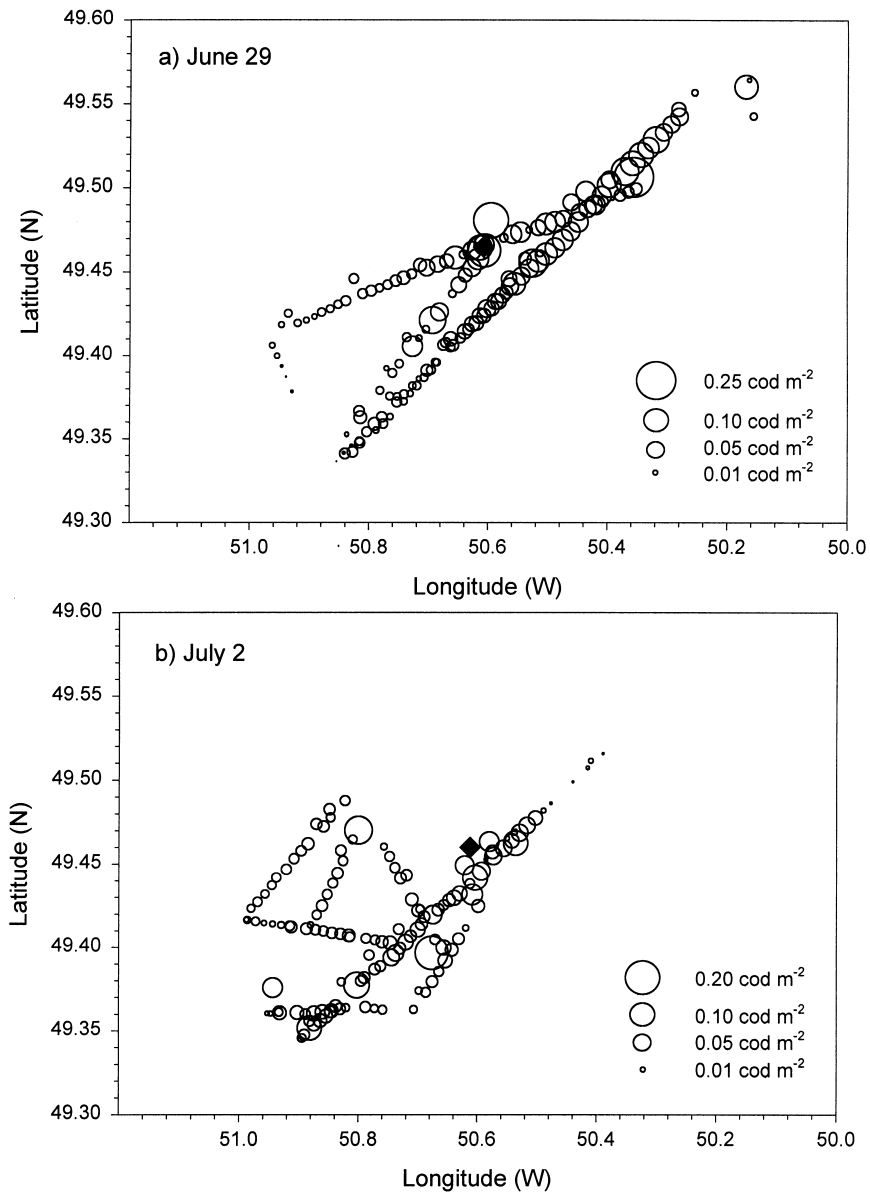 a) June 29
49.60
49.55
49.50
49.45
49.40
49.35
49.30
Latitude (N)
0.25 cod m⁻²
0.10 cod m⁻²
0.05 cod m⁻²
0.01 cod m⁻²
51.0 50.8 50.6 50.4 50.2 50.0
Longitude (W)
b) July 2
49.60
49.55
49.50
49.45
49.40
49.35
49.30
Latitude (N)
0.20 cod m⁻²
0.10 cod m⁻²
0.05 cod m⁻²
0.01 cod m⁻²
51.0 50.8 50.6 50.4 50.2 50.0
Longitude (W)